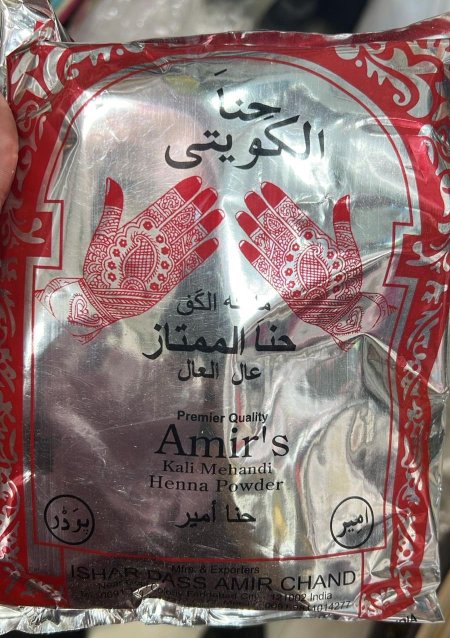 حنا
الكويتى
الكف
حنا الممتاز
عال العال
Premier Quality
Amir's
Kali Mehandi
Henna Powder
حنا أمير
بودر
امير
Mfrs. & Exporters
ISHAR DASS AMIR CHAND
India